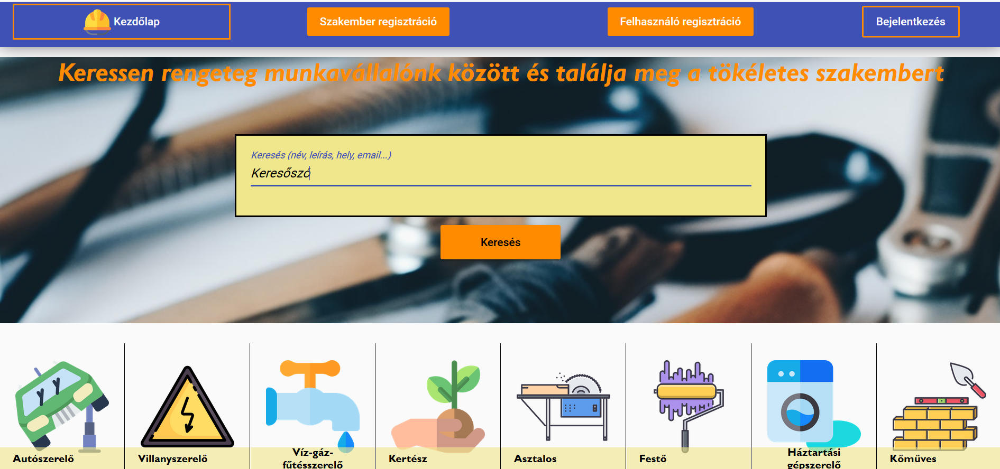 Kezdőlap
Szakember regisztráció
Felhasználó regisztráció
Bejelentkezés
Keressen rengeteg munkavállalónk között és találja meg a tökéletes szakembert
Keresés (név, leírás, hely, email...)
Keresőszó
Keresés
Autószerelő
Villanyszerelő
Víz-gáz-
fűtésszerelő
Kertész
Asztalos
Festő
Háztartási
gépszerelő
Kőműves